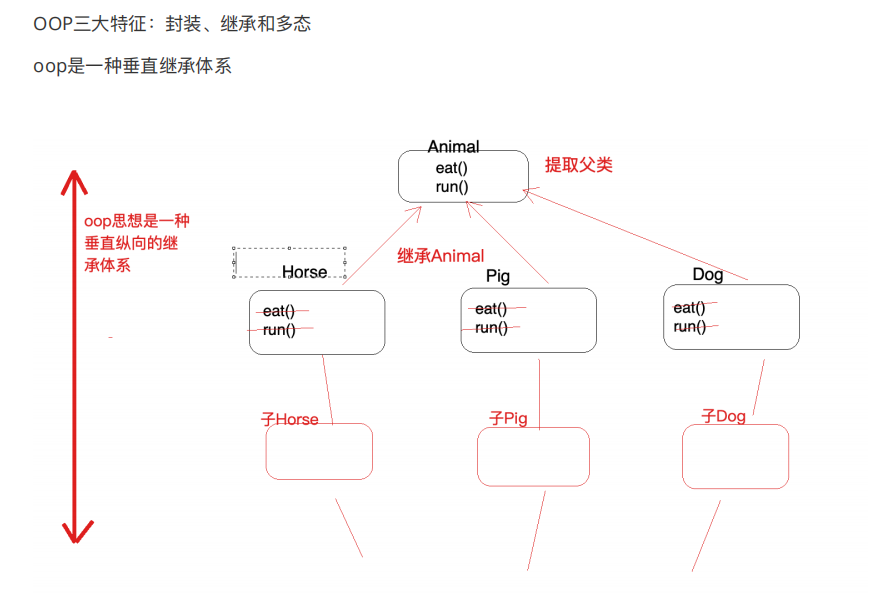 OOP三大特征：封装、继承和多态
oop是一种垂直继承体系
Animal
eat()
run()
提取父类
oop思想是一种
垂直纵向的继
承体系
继承Animal
Horse
eat()
run()
Pig
eat()
run()
Dog
eat()
run()
子Horse
子Pig
子Dog